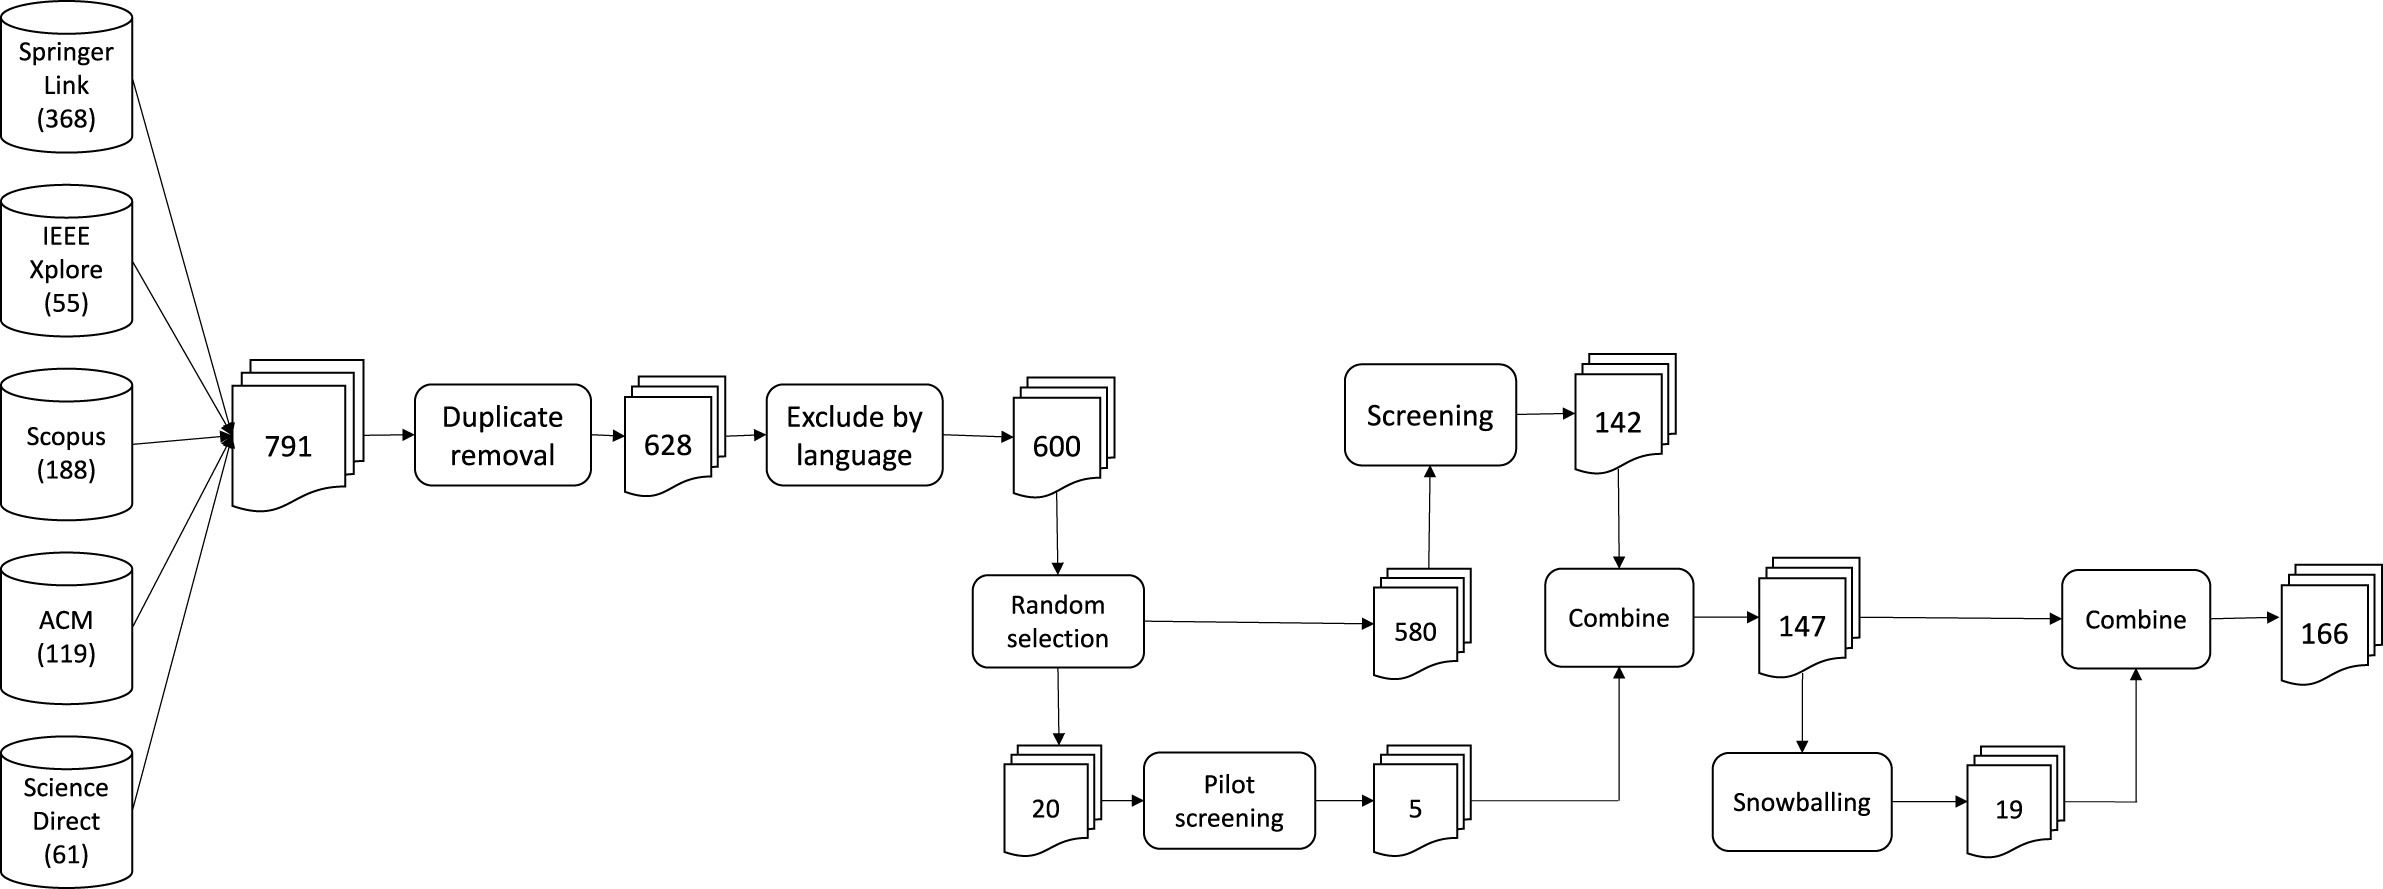 Springer
Link
(368)
IEEE
Xplore
(55)
Scopus
(188)
ACM
(119)
Science
Direct
(61)
791
Duplicate
removal
628
Exclude by
language
600
Random
selection
20
Pilot
screening
5
580
Screening
142
Combine
147
Snowballing
19
Combine
166